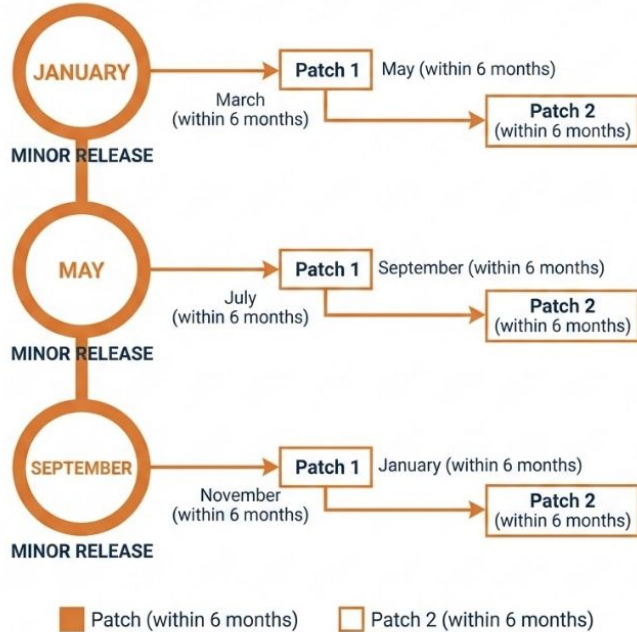 JANUARY
Patch 1
May (within 6 months)
March
(within 6 months)
Patch 2
(within 6 months)
MINOR RELEASE
MAY
Patch 1
September (within 6 months)
July
(within 6 months)
Patch 2
(within 6 months)
MINOR RELEASE
SEPTEMBER
Patch 1
January (within 6 months)
November
(within 6 months)
Patch 2
(within 6 months)
MINOR RELEASE
Patch (within 6 months)
Patch 2 (within 6 months)